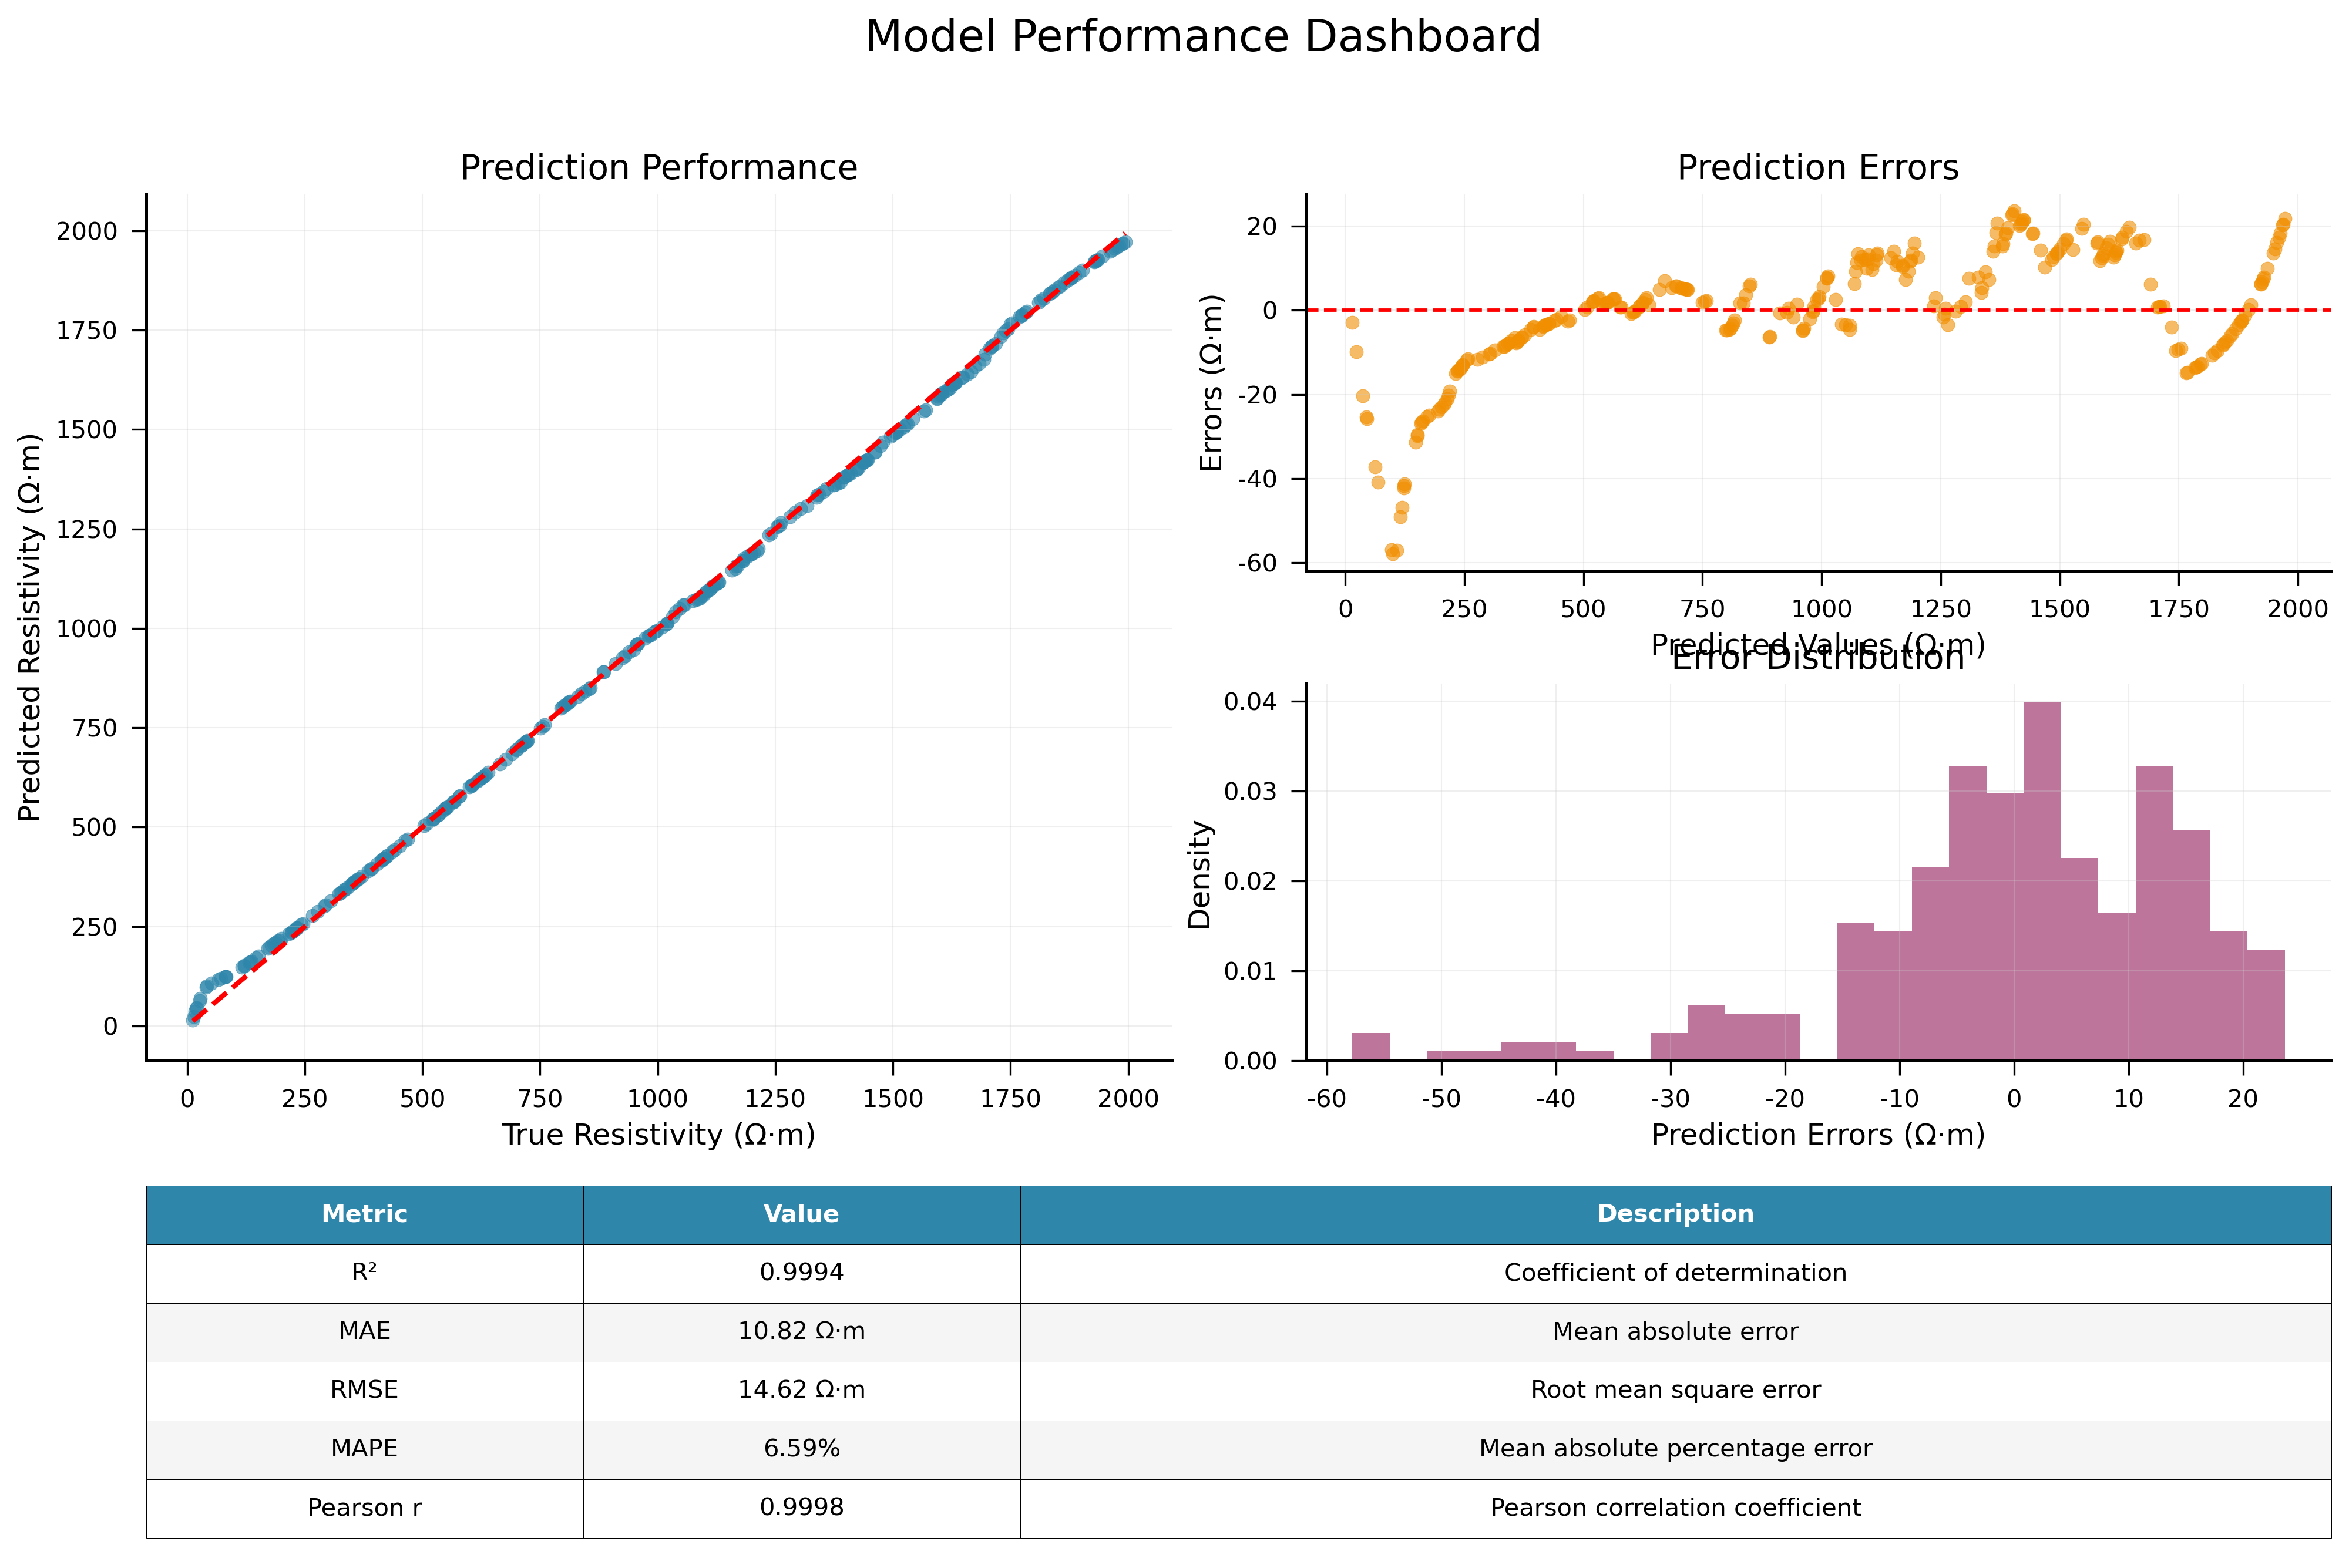 Model Performance Dashboard
Prediction Performance
Predicted Resistivity (Ω·m)
2000
1750
1500
1250
1000
750
500
250
0
0 250 500 750 1000 1250 1500 1750 2000
True Resistivity (Ω·m)
Prediction Errors
Errors (Ω·m)
20
0
-20
-40
-60
0 250 500 750 1000 1250 1500 1750 2000
Predicted Values (Ω·m)
Error Distribution
Density
0.04
0.03
0.02
0.01
0.00
-60 -50 -40 -30 -20 -10 0 10 20
Prediction Errors (Ω·m)
Metric Value Description
R² 0.9994 Coefficient of determination
MAE 10.82 Ω·m Mean absolute error
RMSE 14.62 Ω·m Root mean square error
MAPE 6.59% Mean absolute percentage error
Pearson r 0.9998 Pearson correlation coefficient